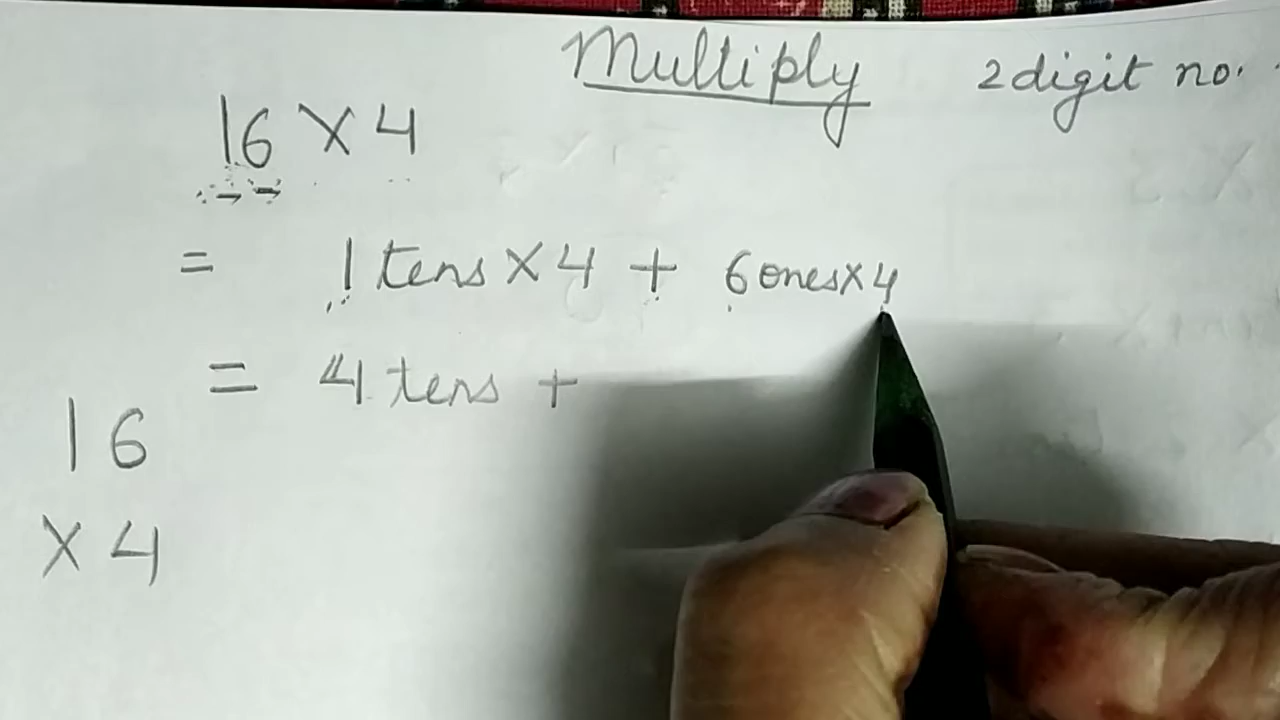 Multiply 2digit no.
16 × 4
= 1 tens × 4 + 6 ones × 4
= 4 tens +
16
× 4